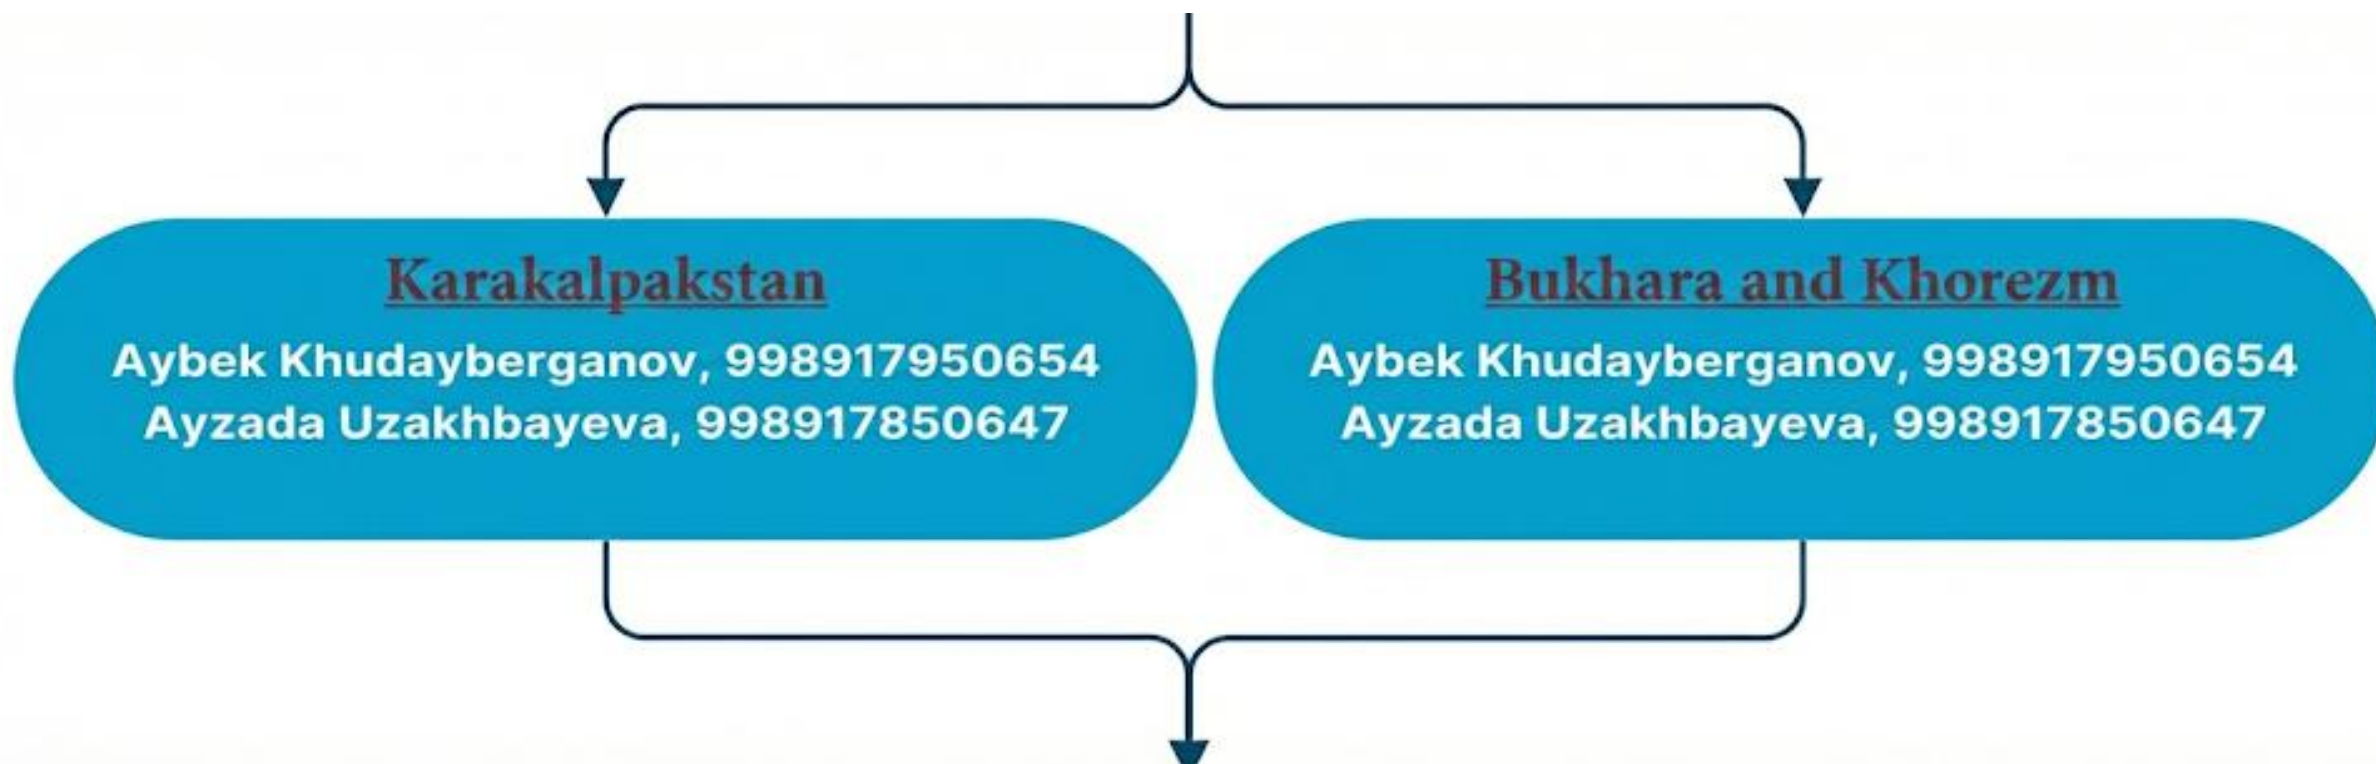 Karakalpakstan
Aybek Khudayberganov, 998917950654
Ayzada Uzakhbayeva, 998917850647
Bukhara and Khorezm
Aybek Khudayberganov, 998917950654
Ayzada Uzakhbayeva, 998917850647